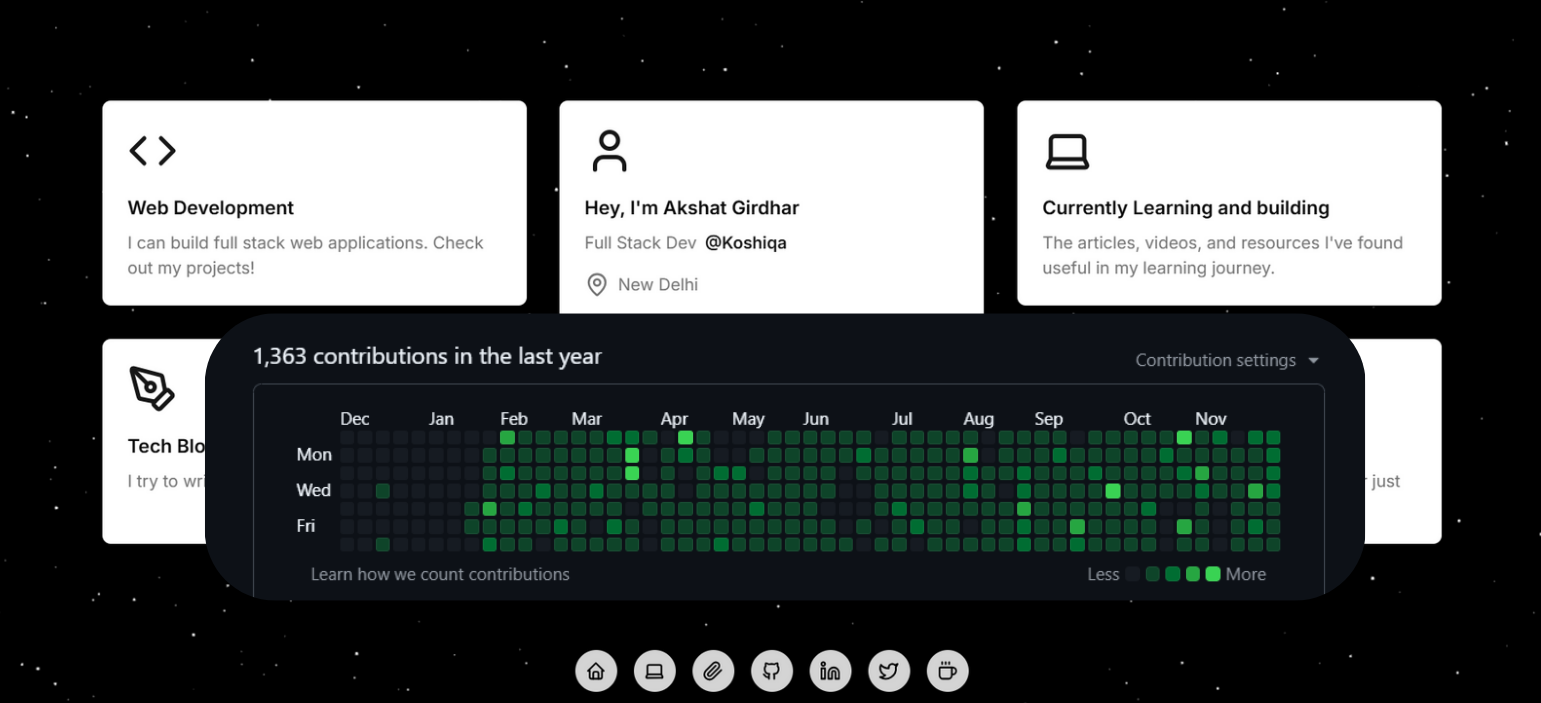 Web Development
I can build full stack web applications. Check
out my projects!
Hey, I'm Akshat Girdhar
Full Stack Dev @Koshiqa
New Delhi
Currently Learning and building
The articles, videos, and resources I've found
useful in my learning journey.
Tech Blo
I try to wri
just
1,363 contributions in the last year
Contribution settings
Dec Jan Feb Mar Apr May Jun Jul Aug Sep Oct Nov
Mon
Wed
Fri
Learn how we count contributions
Less More